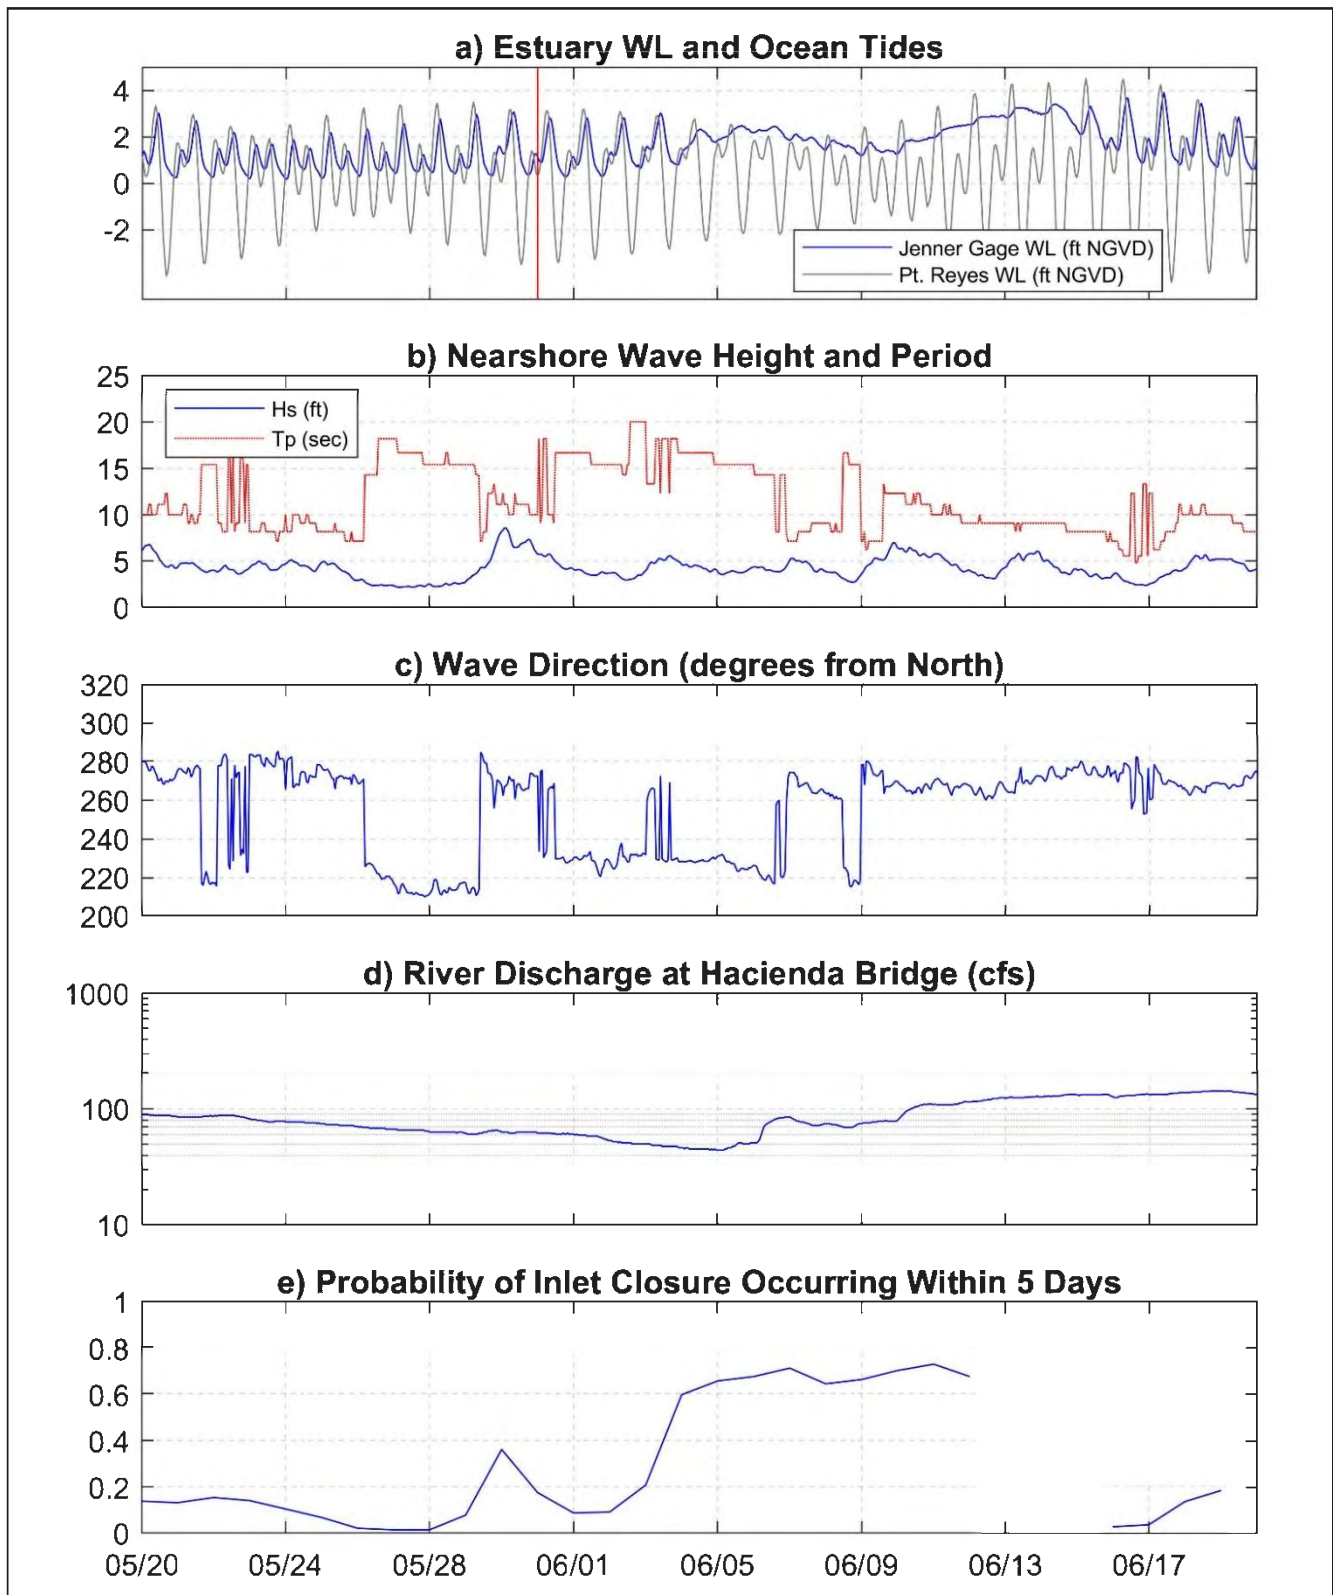 a) Estuary WL and Ocean Tides
4
2
0
-2
Jenner Gage WL (ft NGVD)
Pt. Reyes WL (ft NGVD)
b) Nearshore Wave Height and Period
25
20
15
10
5
0
Hs (ft)
Tp (sec)
c) Wave Direction (degrees from North)
320
300
280
260
240
220
200
d) River Discharge at Hacienda Bridge (cfs)
1000
100
10
e) Probability of Inlet Closure Occurring Within 5 Days
1
0.8
0.6
0.4
0.2
0
05/20 05/24 05/28 06/01 06/05 06/09 06/13 06/17